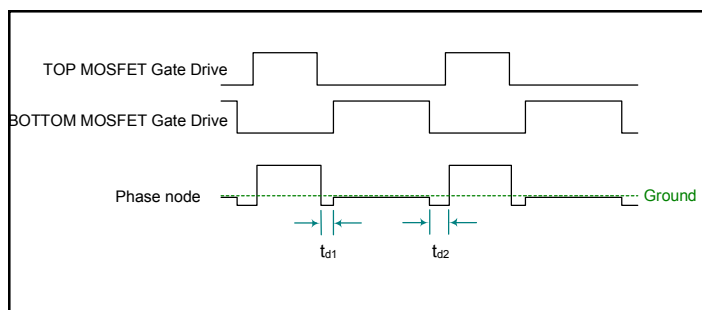 TOP MOSFET Gate Drive
BOTTOM MOSFET Gate Drive
Phase node
Ground
td1
td2